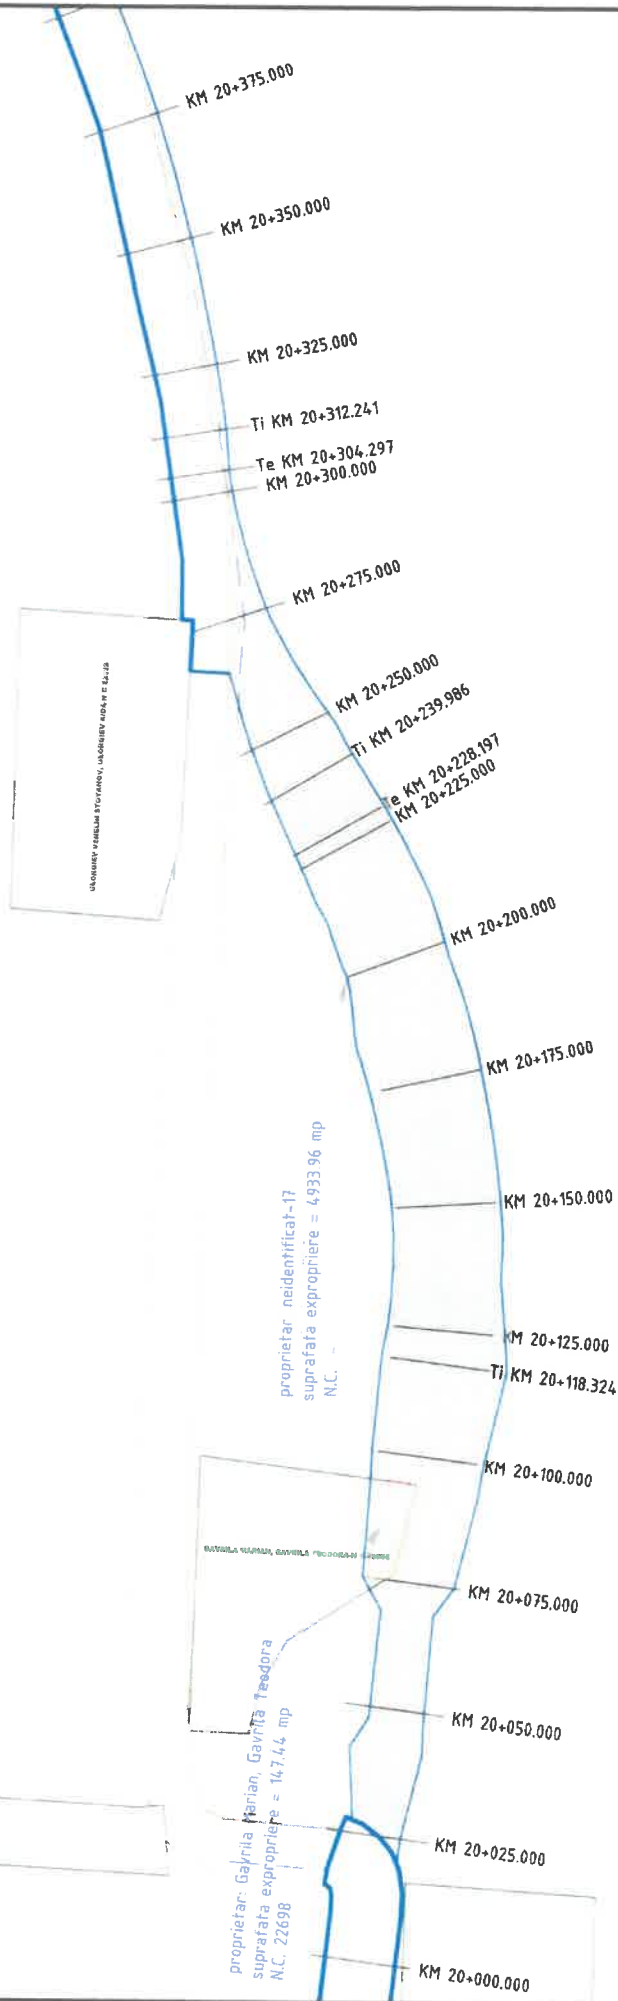 KM 20+375.000
KM 20+350.000
KM 20+325.000
Ti KM 20+312.241
Te KM 20+304.297
KM 20+300.000
KM 20+275.000
KM 20+250.000
Ti KM 20+239.986
Te KM 20+228.197
KM 20+225.000
KM 20+200.000
KM 20+175.000
KM 20+150.000
proprietar neidentificat-17
suprafata expropriere = 4933.96 mp
N.C. -
KM 20+125.000
Ti KM 20+118.324
KM 20+100.000
KM 20+075.000
KM 20+050.000
proprietar: Gavrila Marian, Gavrila Teodora
suprafata expropriere = 147.44 mp
N.C. 22698
KM 20+025.000
KM 20+000.000